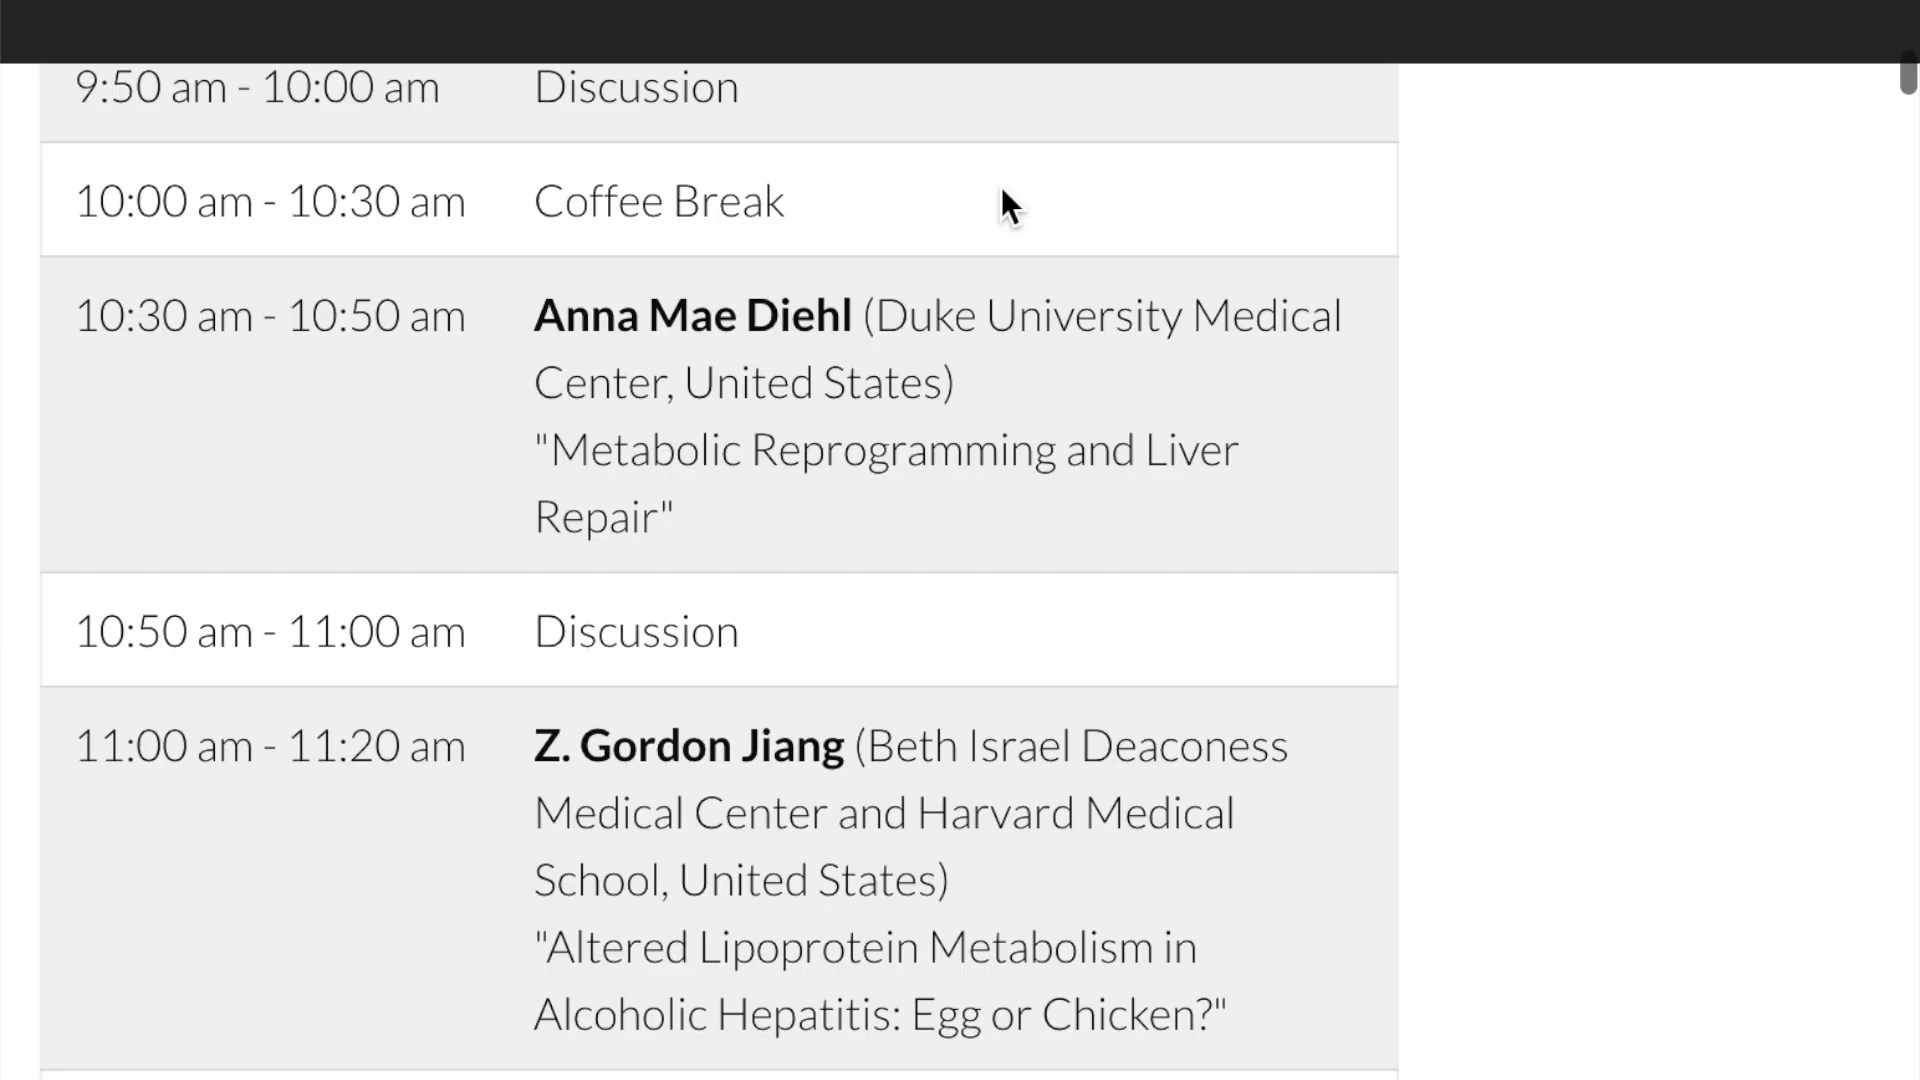 9:50 am - 10:00 am Discussion
10:00 am - 10:30 am Coffee Break
10:30 am - 10:50 am Anna Mae Diehl (Duke University Medical
Center, United States)
"Metabolic Reprogramming and Liver
Repair"
10:50 am - 11:00 am Discussion
11:00 am - 11:20 am Z. Gordon Jiang (Beth Israel Deaconess
Medical Center and Harvard Medical
School, United States)
"Altered Lipoprotein Metabolism in
Alcoholic Hepatitis: Egg or Chicken?"